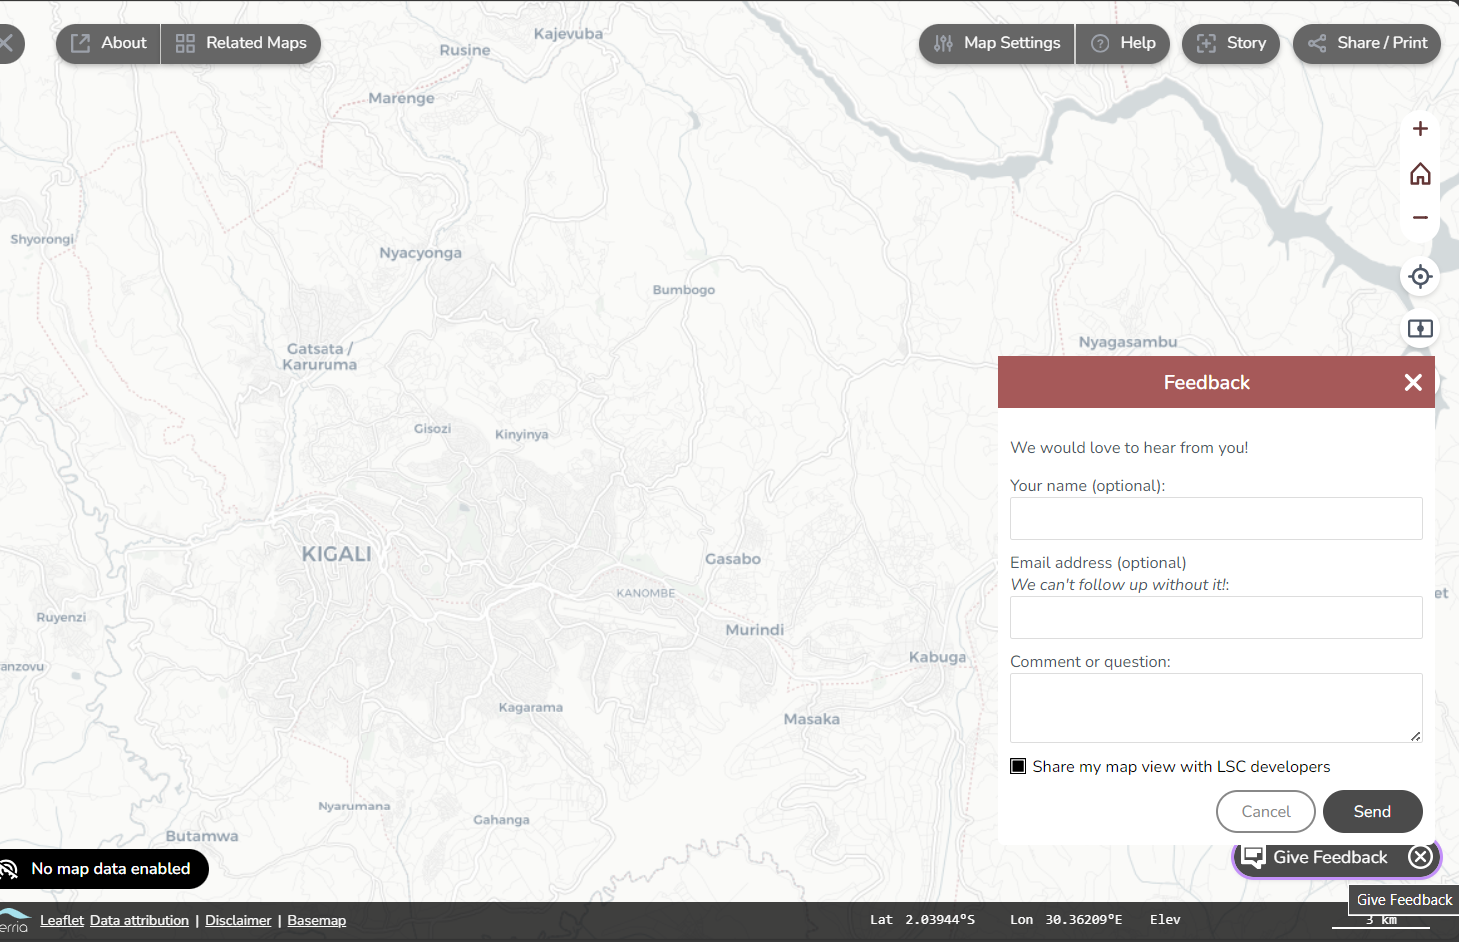 About
Related Maps
Map Settings
Help
Story
Share / Print
Kajevuba
Rusine
Marenge
Shyorongi
Nyacyonga
Bumbogo
Nyagasambu
Gatsata /
Karuruma
Gisozi
Kinyinya
KIGALI
Gasabo
KANOMBE
Ruyenzi
Murindi
Kabuga
Kagarama
Masaka
Nyarumana
Gahanga
Butamwa
Feedback
We would love to hear from you!
Your name (optional):
Email address (optional)
We can't follow up without it!:
Comment or question:
Share my map view with LSC developers
Cancel
Send
Give Feedback
Give Feedback
No map data enabled
Leaflet Data attribution | Disclaimer | Basemap
Lat 2.03944°S Lon 30.36209°E Elev
3 km